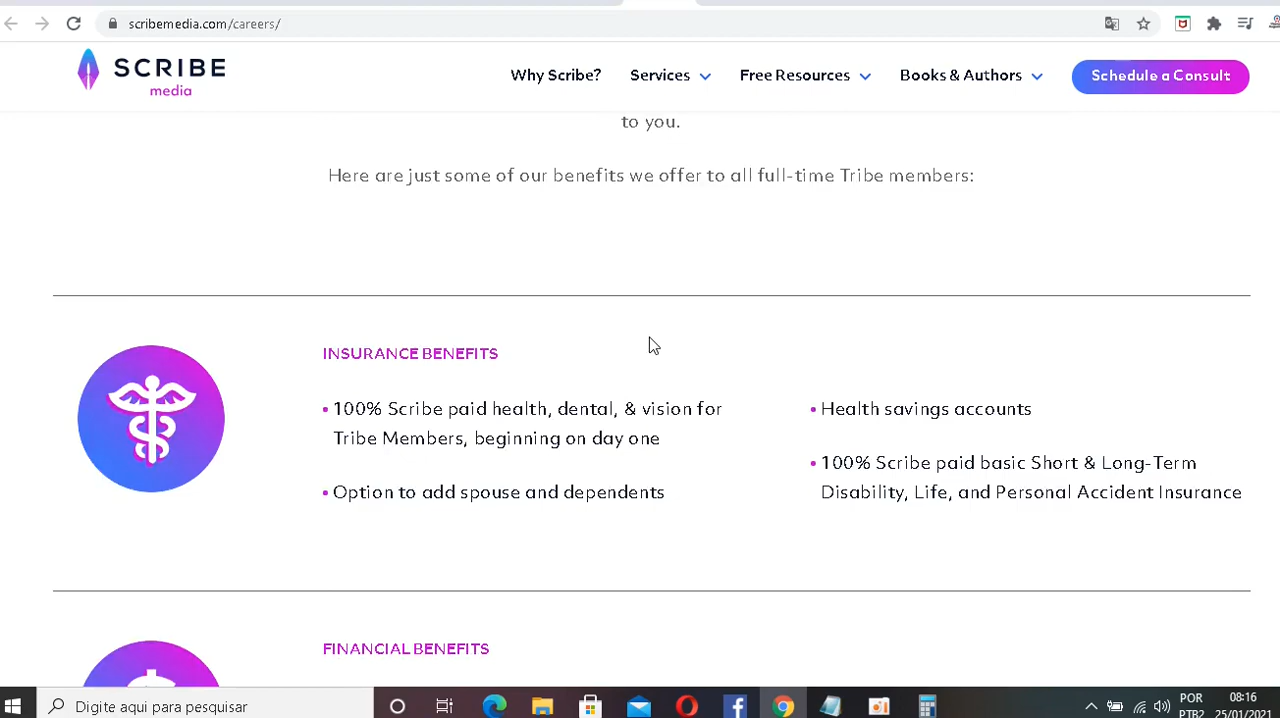 scribemedia.com/careers/
SCRIBE
media
Why Scribe?
Services
Free Resources
Books & Authors
Schedule a Consult
to you.
Here are just some of our benefits we offer to all full-time Tribe members:
INSURANCE BENEFITS
• 100% Scribe paid health, dental, & vision for
Tribe Members, beginning on day one
• Option to add spouse and dependents
• Health savings accounts
• 100% Scribe paid basic Short & Long-Term
Disability, Life, and Personal Accident Insurance
FINANCIAL BENEFITS
Digite aqui para pesquisar
POR
PTB2
08:16
25/01/2021